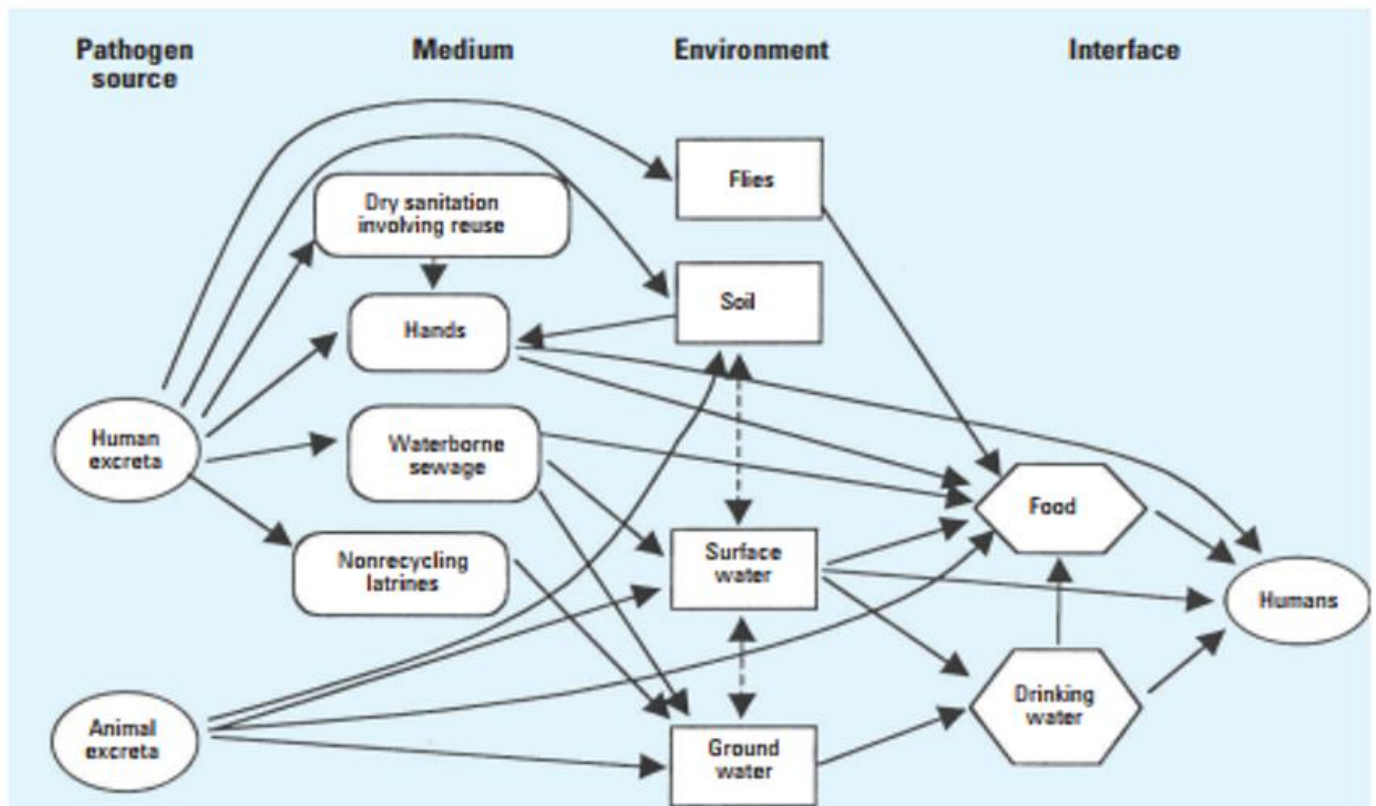 Pathogen
source
Medium
Environment
Interface
Flies
Dry sanitation
involving reuse
Soil
Hands
Human
excreta
Waterborne
sewage
Food
Nonrecycling
latrines
Surface
water
Humans
Animal
excreta
Drinking
water
Ground
water